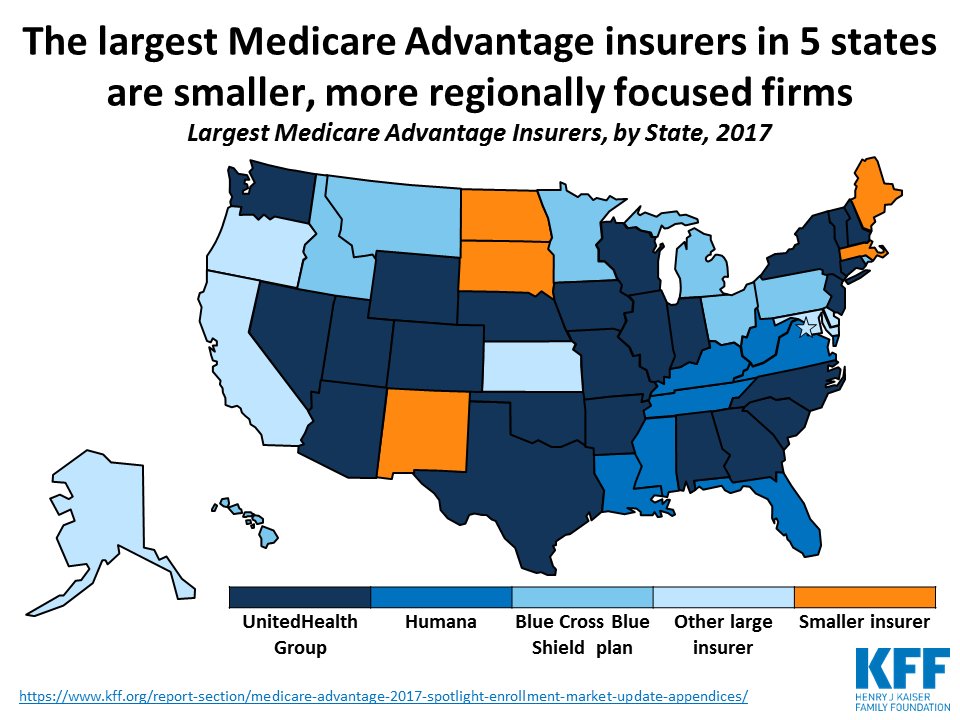 The largest Medicare Advantage insurers in 5 states
are smaller, more regionally focused firms
Largest Medicare Advantage Insurers, by State, 2017
UnitedHealth Group
Humana
Blue Cross Blue Shield plan
Other large insurer
Smaller insurer
KFF
HENRY J KAISER
FAMILY FOUNDATION
https://www.kff.org/report-section/medicare-advantage-2017-spotlight-enrollment-market-update-appendices/